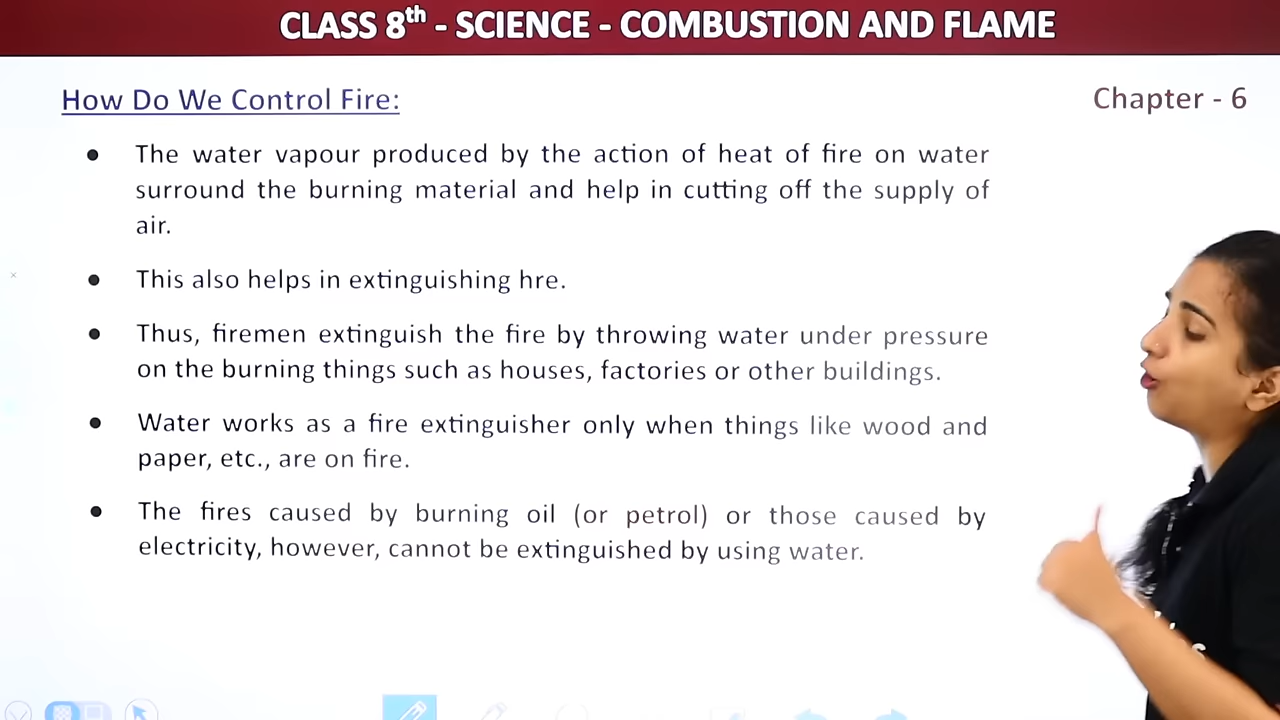 CLASS 8th - SCIENCE - COMBUSTION AND FLAME
How Do We Control Fire:
Chapter - 6
● The water vapour produced by the action of heat of fire on water
surround the burning material and help in cutting off the supply of
air.
● This also helps in extinguishing hre.
● Thus, firemen extinguish the fire by throwing water under pressure
on the burning things such as houses, factories or other buildings.
● Water works as a fire extinguisher only when things like wood and
paper, etc., are on fire.
● The fires caused by burning oil (or petrol) or those caused by
electricity, however, cannot be extinguished by using water.